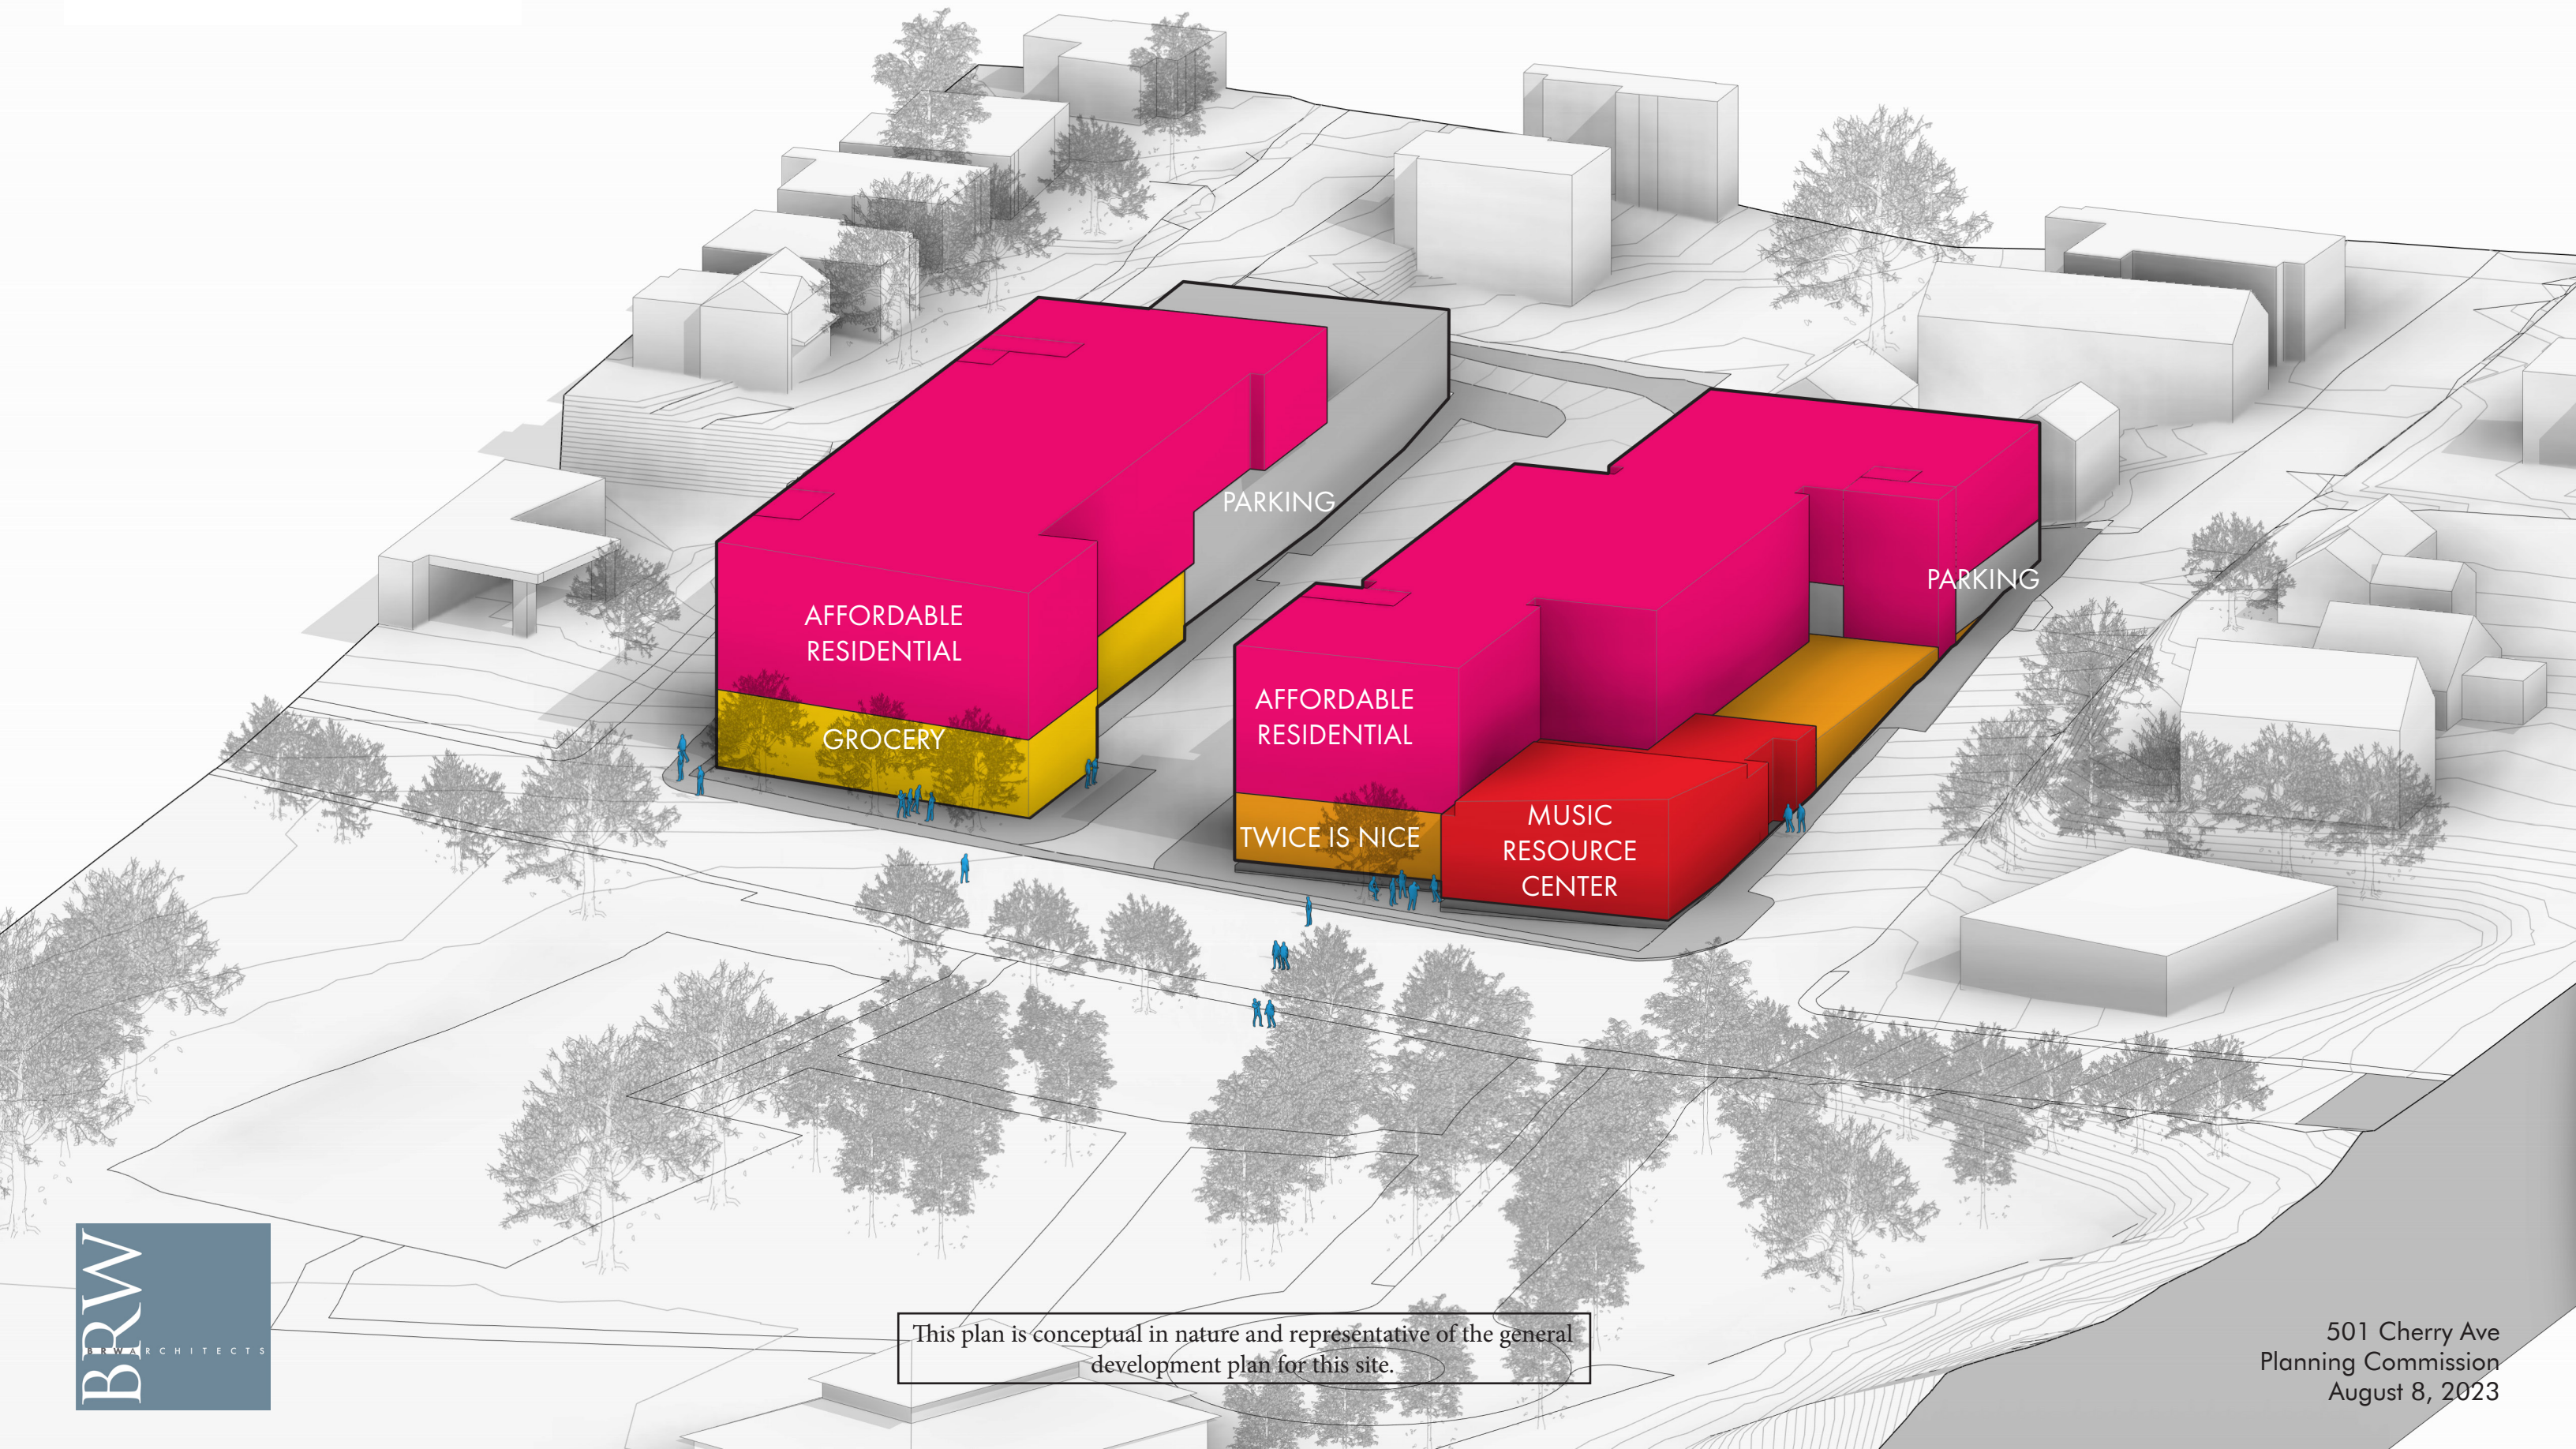 PARKING
PARKING
AFFORDABLE
RESIDENTIAL
GROCERY
AFFORDABLE
RESIDENTIAL
TWICE IS NICE
MUSIC
RESOURCE
CENTER
BRW
BRWARCHITECTS
This plan is conceptual in nature and representative of the general
development plan for this site.
501 Cherry Ave
Planning Commission
August 8, 2023